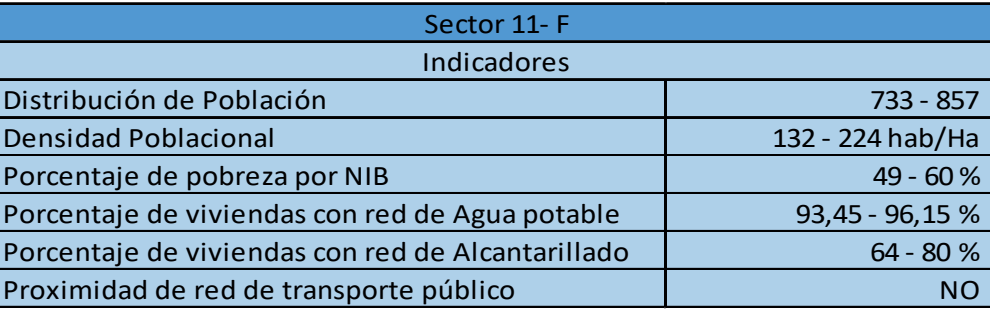 Sector 11- F
Indicadores
Distribución de Población 733 - 857
Densidad Poblacional 132 - 224 hab/Ha
Porcentaje de pobreza por NIB 49 - 60 %
Porcentaje de viviendas con red de Agua potable 93,45 - 96,15 %
Porcentaje de viviendas con red de Alcantarillado 64 - 80 %
Proximidad de red de transporte público NO